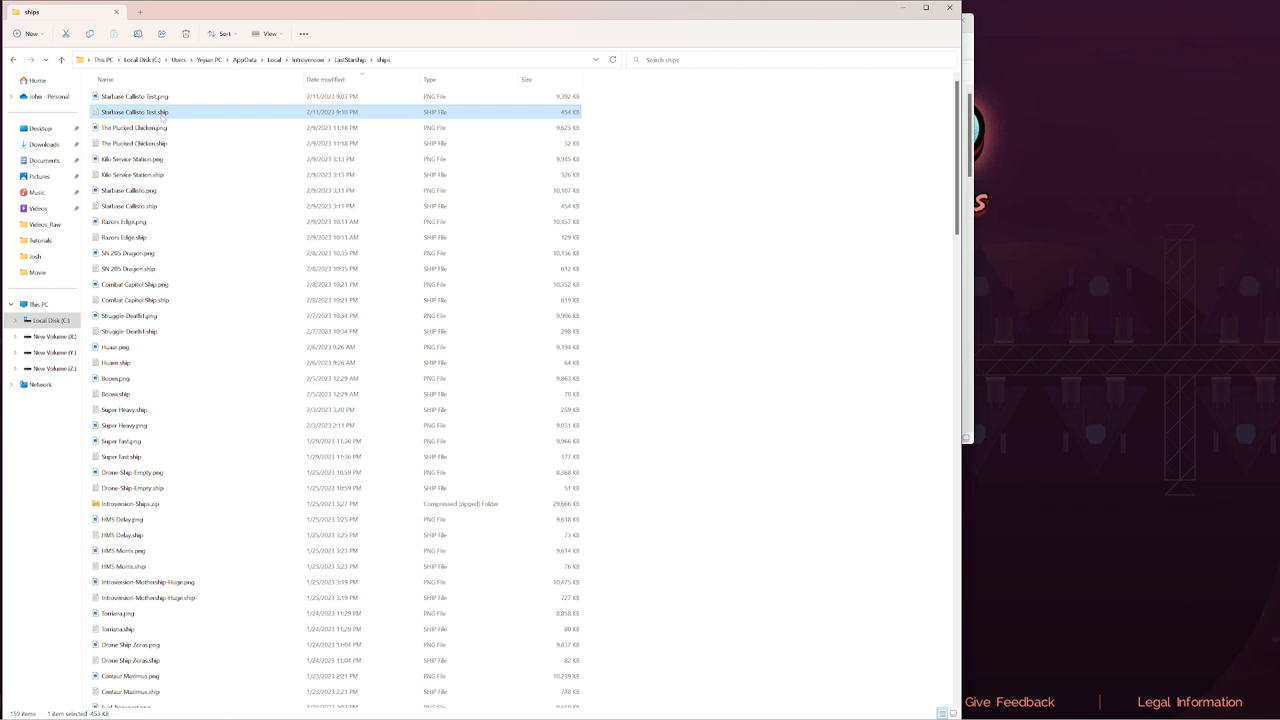 ships
New
Sort
View
This PC > Local Disk (C:) > Users > Yeyian PC > AppData > Local > Introversion > LastStarship > ships
Search ships
Name Date modified Type Size
Home
John - Personal
Desktop
Downloads
Documents
Pictures
Music
Videos
Videos_Raw
Tutorials
Josh
Movie
This PC
Local Disk (C:)
New Volume (X:)
New Volume (Y:)
New Volume (Z:)
Network
Starbase Callisto Test.png 2/11/2023 9:03 PM PNG File 9,392 KB
Starbase Callisto Test.ship 2/11/2023 9:10 PM SHIP File 454 KB
The Plucked Chicken.png 2/9/2023 11:18 PM PNG File 9,625 KB
The Plucked Chicken.ship 2/9/2023 11:18 PM SHIP File 32 KB
Kilo Service Station.png 2/9/2023 3:13 PM PNG File 9,945 KB
Kilo Service Station.ship 2/9/2023 3:13 PM SHIP File 326 KB
Starbase Callisto.png 2/9/2023 3:11 PM PNG File 10,187 KB
Starbase Callisto.ship 2/9/2023 3:11 PM SHIP File 454 KB
Razors Edge.png 2/9/2023 10:11 AM PNG File 10,457 KB
Razors Edge.ship 2/9/2023 10:11 AM SHIP File 129 KB
SN 205 Dragon.png 2/8/2023 10:35 PM PNG File 10,156 KB
SN 205 Dragon.ship 2/8/2023 10:35 PM SHIP File 612 KB
Combat Capitol Ship.png 2/8/2023 10:21 PM PNG File 10,352 KB
Combat Capitol Ship.ship 2/8/2023 10:21 PM SHIP File 619 KB
Struggle-Death1.png 2/7/2023 10:34 PM PNG File 9,906 KB
Struggle-Death1.ship 2/7/2023 10:34 PM SHIP File 298 KB
Huaar.png 2/6/2023 9:26 AM PNG File 9,194 KB
Huaar.ship 2/6/2023 9:26 AM SHIP File 64 KB
Boom.png 2/5/2023 12:29 AM PNG File 9,863 KB
Boom.ship 2/5/2023 12:29 AM SHIP File 70 KB
Super Heavy.ship 2/3/2023 3:40 PM SHIP File 259 KB
Super Heavy.png 2/3/2023 2:11 PM PNG File 9,031 KB
Super Fast.png 1/29/2023 11:36 PM PNG File 9,966 KB
Super Fast.ship 1/29/2023 11:36 PM SHIP File 177 KB
Drone-Ship-Empty.png 1/25/2023 10:59 PM PNG File 8,368 KB
Drone-Ship-Empty.ship 1/25/2023 10:59 PM SHIP File 51 KB
Introversion-Ships.zip 1/25/2023 3:27 PM Compressed (zipped) Folder 29,666 KB
HMS Delay.png 1/25/2023 3:25 PM PNG File 9,618 KB
HMS Delay.ship 1/25/2023 3:25 PM SHIP File 73 KB
HMS Morris.png 1/25/2023 3:23 PM PNG File 9,614 KB
HMS Morris.ship 1/25/2023 3:23 PM SHIP File 76 KB
Introversion-Mothership-Huge.png 1/25/2023 3:19 PM PNG File 10,475 KB
Introversion-Mothership-Huge.ship 1/25/2023 3:19 PM SHIP File 727 KB
Torriana.png 1/24/2023 11:29 PM PNG File 8,858 KB
Torriana.ship 1/24/2023 11:29 PM SHIP File 80 KB
Drone Ship Zeras.png 1/24/2023 11:04 PM PNG File 9,837 KB
Drone Ship Zeras.ship 1/24/2023 11:04 PM SHIP File 82 KB
Centaur Maximus.png 1/23/2023 2:21 PM PNG File 10,239 KB
Centaur Maximus.ship 1/23/2023 2:21 PM SHIP File 748 KB
159 items 1 item selected 453 KB
S
Give Feedback | Legal Information